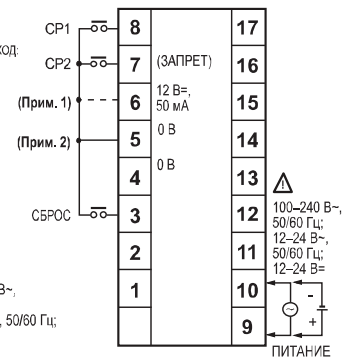 CP1
8
17
ХОД:
CP2
7
(ЗАПРЕТ)
16
(Прим. 1)
6
12 В=,
50 мА
15
(Прим. 2)
5
0 В
14
4
0 В
13
СБРОС
3
12
100–240 В~,
50/60 Гц;
12–24 В~,
50/60 Гц;
12–24 В=
2
11
В~,
1
10
, 50/60 Гц;
9
-
~
+
ПИТАНИЕ